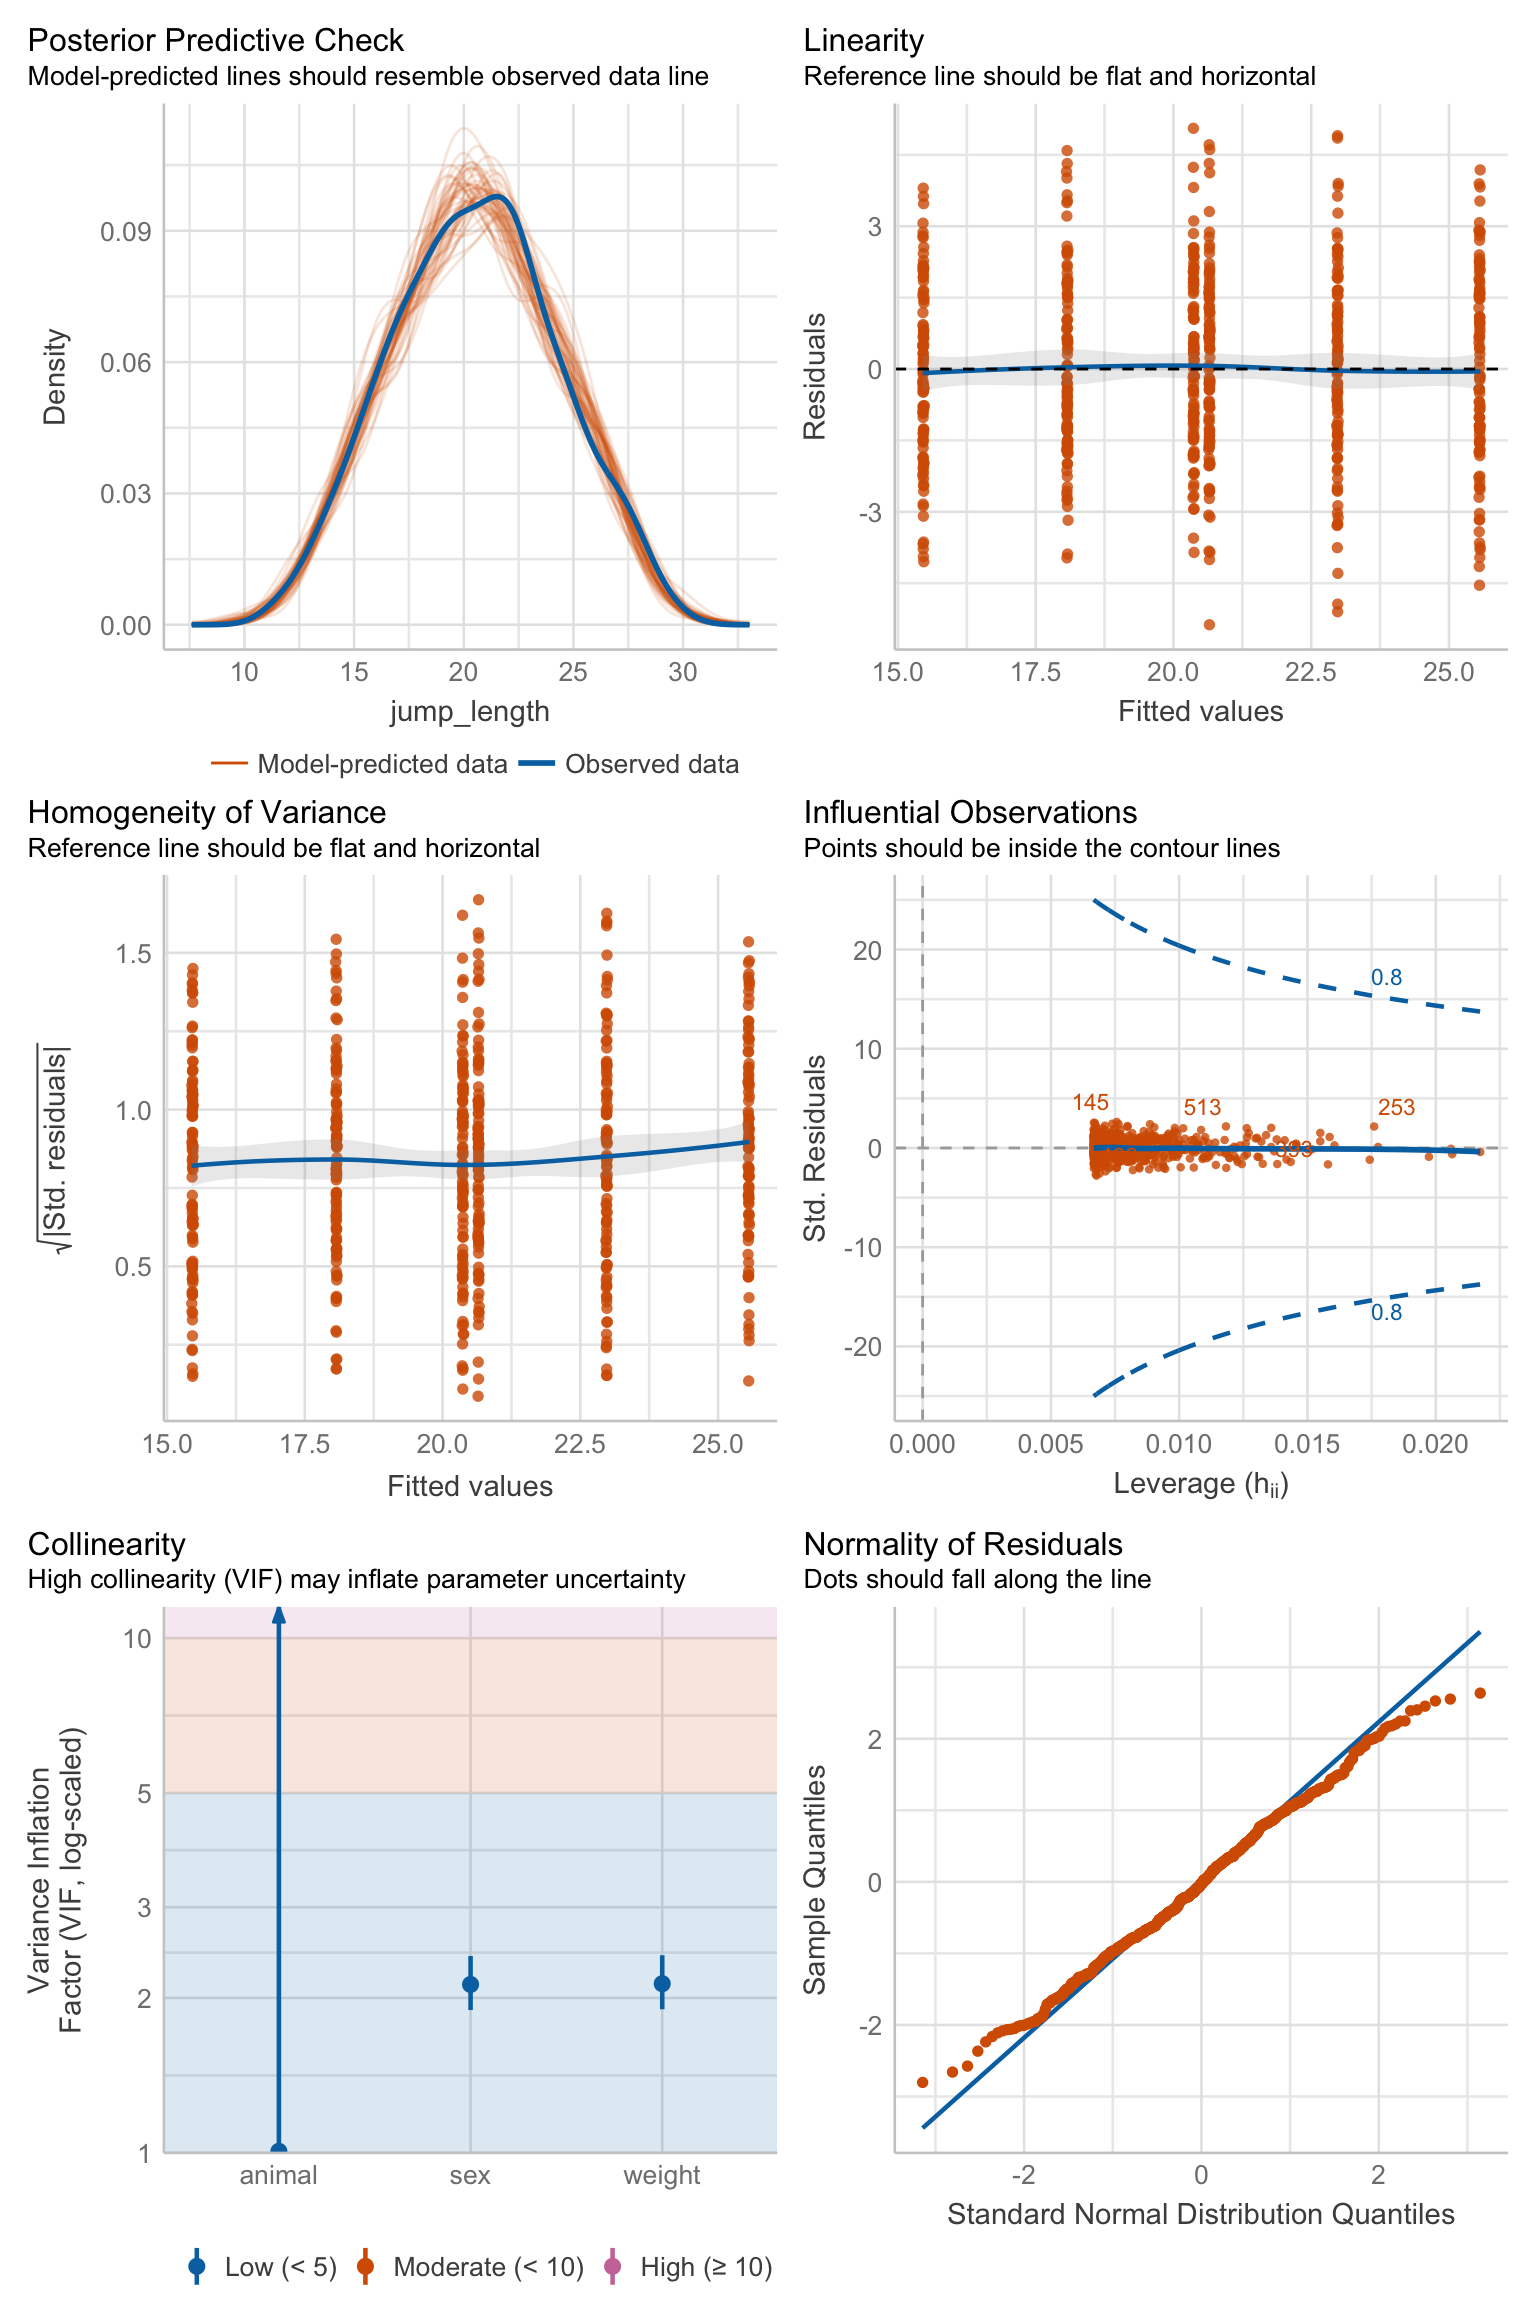 Posterior Predictive Check
Model-predicted lines should resemble observed data line
Density
0.09
0.06
0.03
0.00
10 15 20 25 30
jump_length
Model-predicted data Observed data
Linearity
Reference line should be flat and horizontal
Residuals
3
0
-3
15.0 17.5 20.0 22.5 25.0
Fitted values
Homogeneity of Variance
Reference line should be flat and horizontal
√|Std. residuals|
1.5
1.0
0.5
15.0 17.5 20.0 22.5 25.0
Fitted values
Influential Observations
Points should be inside the contour lines
Std. Residuals
20
10
0
-10
-20
0.8
145 513 253
393
0.8
0.000 0.005 0.010 0.015 0.020
Leverage (hii)
Collinearity
High collinearity (VIF) may inflate parameter uncertainty
Variance Inflation
Factor (VIF, log-scaled)
10
5
3
2
1
animal sex weight
Low (< 5) Moderate (< 10) High (≥ 10)
Normality of Residuals
Dots should fall along the line
Sample Quantiles
2
0
-2
-2 0 2
Standard Normal Distribution Quantiles